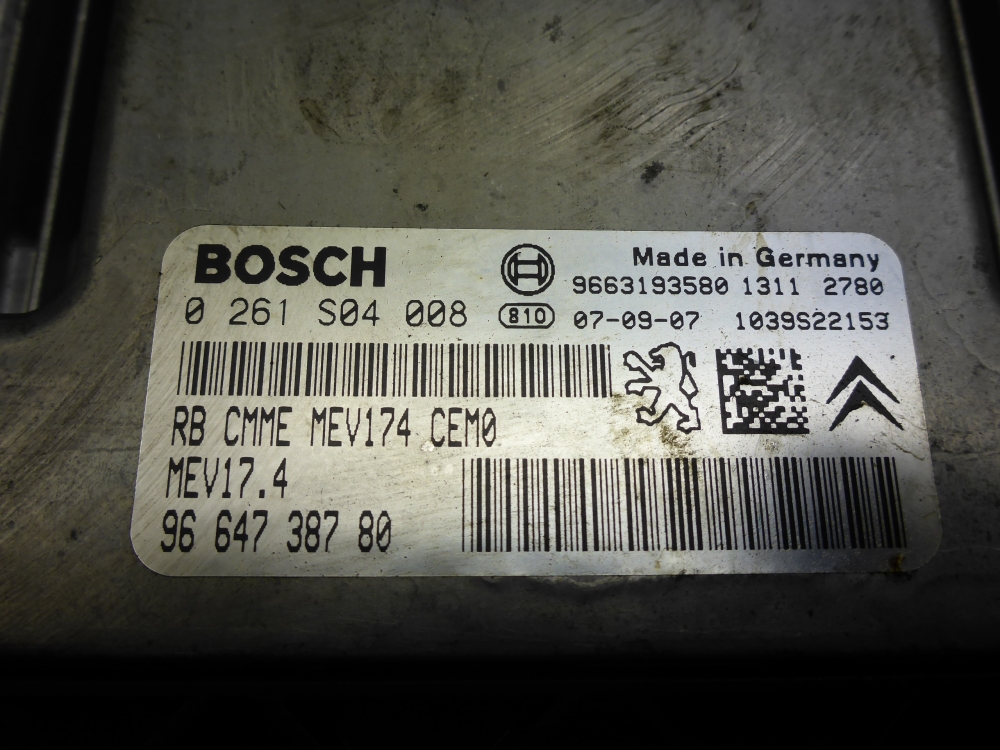 BOSCH
Made in Germany
9663193580 1311 2780
0 261 S04 008
810
07-09-07 1039S22153
RB CMME MEV174 CEM0
MEV17.4
96 647 387 80